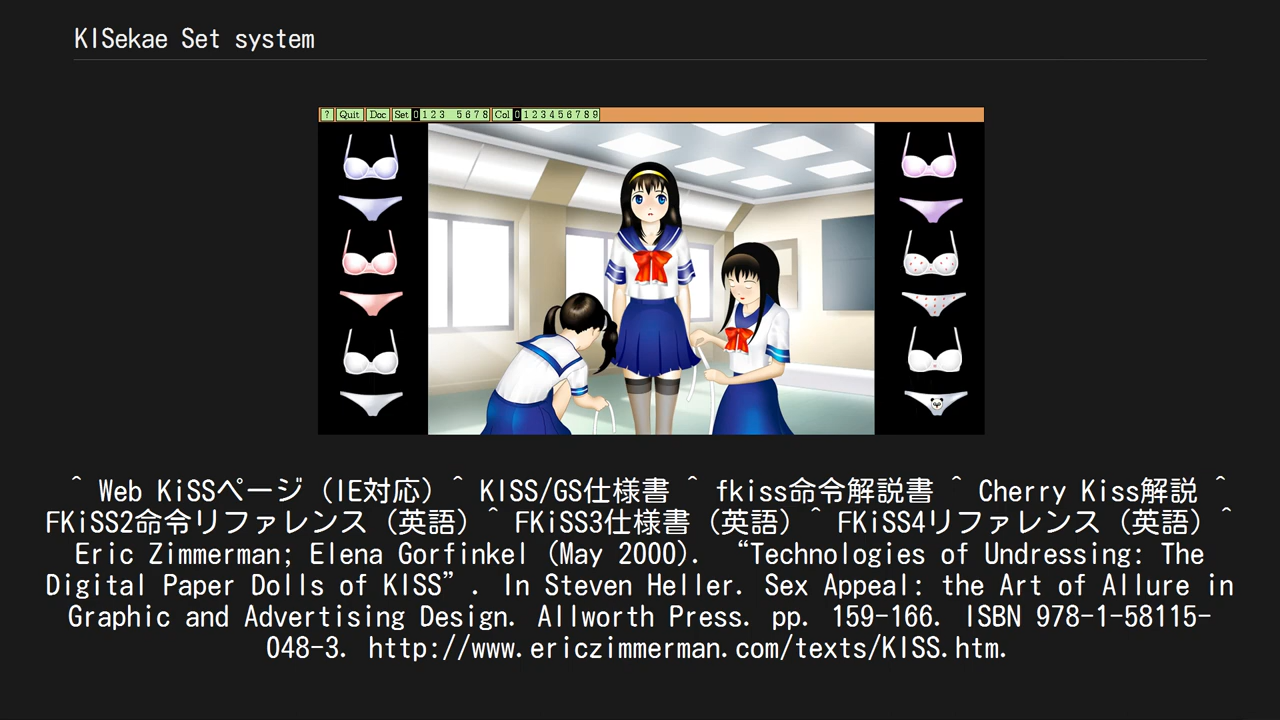 KISekae Set system
? Quit Doc Set 0 1 2 3 5 6 7 8 Col 0 1 2 3 4 5 6 7 8 9
^ Web KiSSページ（IE対応）^ KISS/GS仕様書 ^ fkiss命令解説書 ^ Cherry Kiss解説 ^
FKiSS2命令リファレンス（英語）^ FKiSS3仕様書（英語）^ FKiSS4リファレンス（英語）^
Eric Zimmerman; Elena Gorfinkel (May 2000). “Technologies of Undressing: The
Digital Paper Dolls of KISS”. In Steven Heller. Sex Appeal: the Art of Allure in
Graphic and Advertising Design. Allworth Press. pp. 159-166. ISBN 978-1-58115-
048-3. http://www.ericzimmerman.com/texts/KISS.htm.